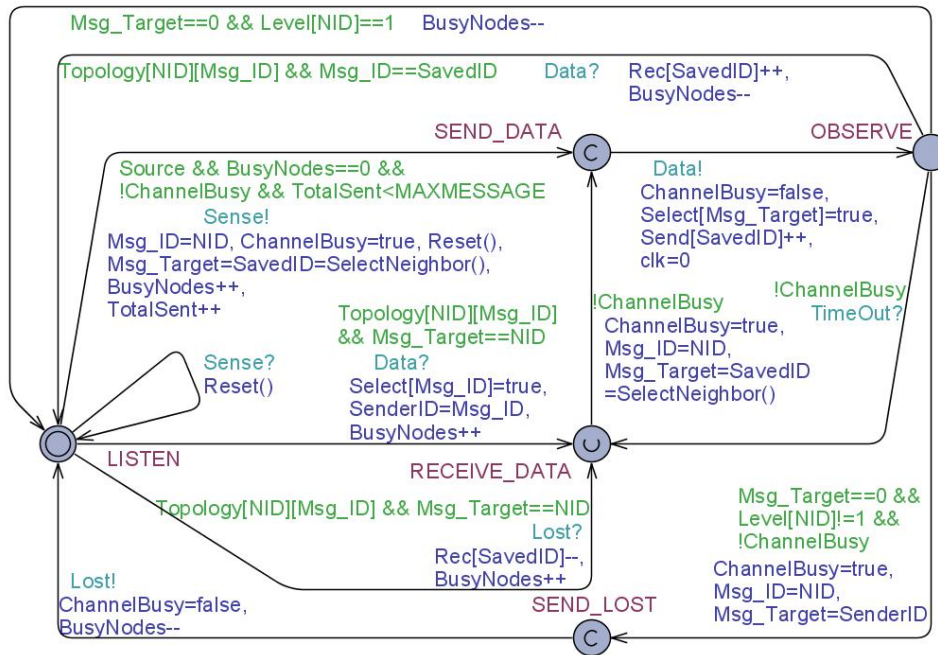 Msg_Target==0 && Level[NID]==1 BusyNodes--
Topology[NID][Msg_ID] && Msg_ID==SavedID Data? Rec[SavedID]++,
BusyNodes--
SEND_DATA OBSERVE
Source && BusyNodes==0 &&
!ChannelBusy && TotalSent<MAXMESSAGE
Sense!
Msg_ID=NID, ChannelBusy=true, Reset(),
Msg_Target=SavedID=SelectNeighbor(),
BusyNodes++,
TotalSent++
C
Data!
ChannelBusy=false,
Select[Msg_Target]=true,
Send[SavedID]++,
clk=0
!ChannelBusy
TimeOut?
!ChannelBusy
ChannelBusy=true,
Msg_ID=NID,
Msg_Target=SavedID
=SelectNeighbor()
Topology[NID][Msg_ID]
&& Msg_Target==NID
Data?
Select[Msg_ID]=true,
SenderID=Msg_ID,
BusyNodes++
Sense?
Reset()
LISTEN
RECEIVE_DATA
Topology[NID][Msg_ID] && Msg_Target==NID
Lost?
Rec[SavedID]--,
BusyNodes++
Msg_Target==0 &&
Level[NID]!=1 &&
!ChannelBusy
ChannelBusy=true,
Msg_ID=NID,
Msg_Target=SenderID
Lost!
ChannelBusy=false,
BusyNodes--
SEND_LOST
C